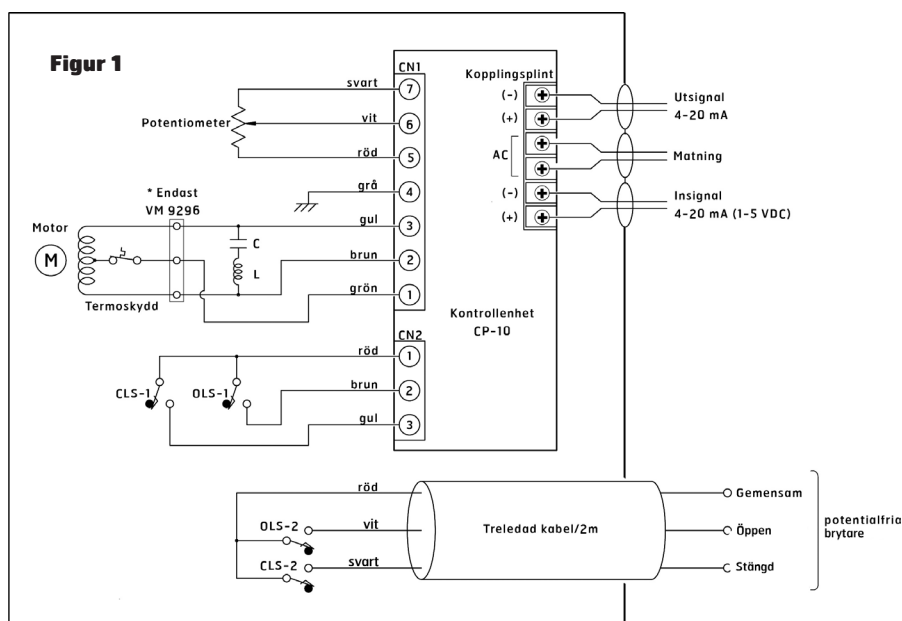 Figur 1
CN1
svart
7
Potentiometer
vit
6
röd
5
grå
4
* Endast
VM 9296
gul
3
Motor
M
C
L
brun
2
Termoskydd
grön
1
Kopplingsplint
(-)
(+)
AC
(-)
(+)
Utsignal
4-20 mA
Matning
Insignal
4-20 mA (1-5 VDC)
Kontrollenhet
CP-10
CN2
röd
1
CLS-1
OLS-1
brun
2
gul
3
röd
OLS-2
vit
CLS-2
svart
Treledad kabel/2m
Gemensam
Öppen
Stängd
potentialfria
brytare